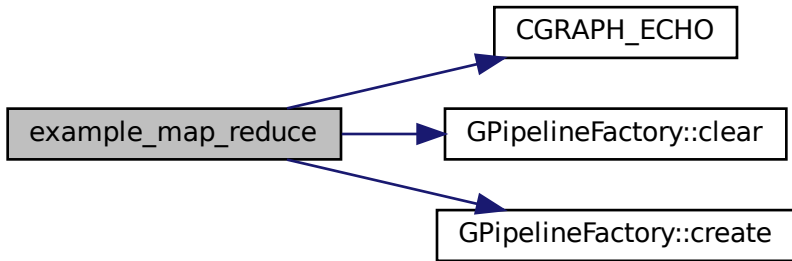 CGRAPH_ECHO
example_map_reduce
GPipelineFactory::clear
GPipelineFactory::create